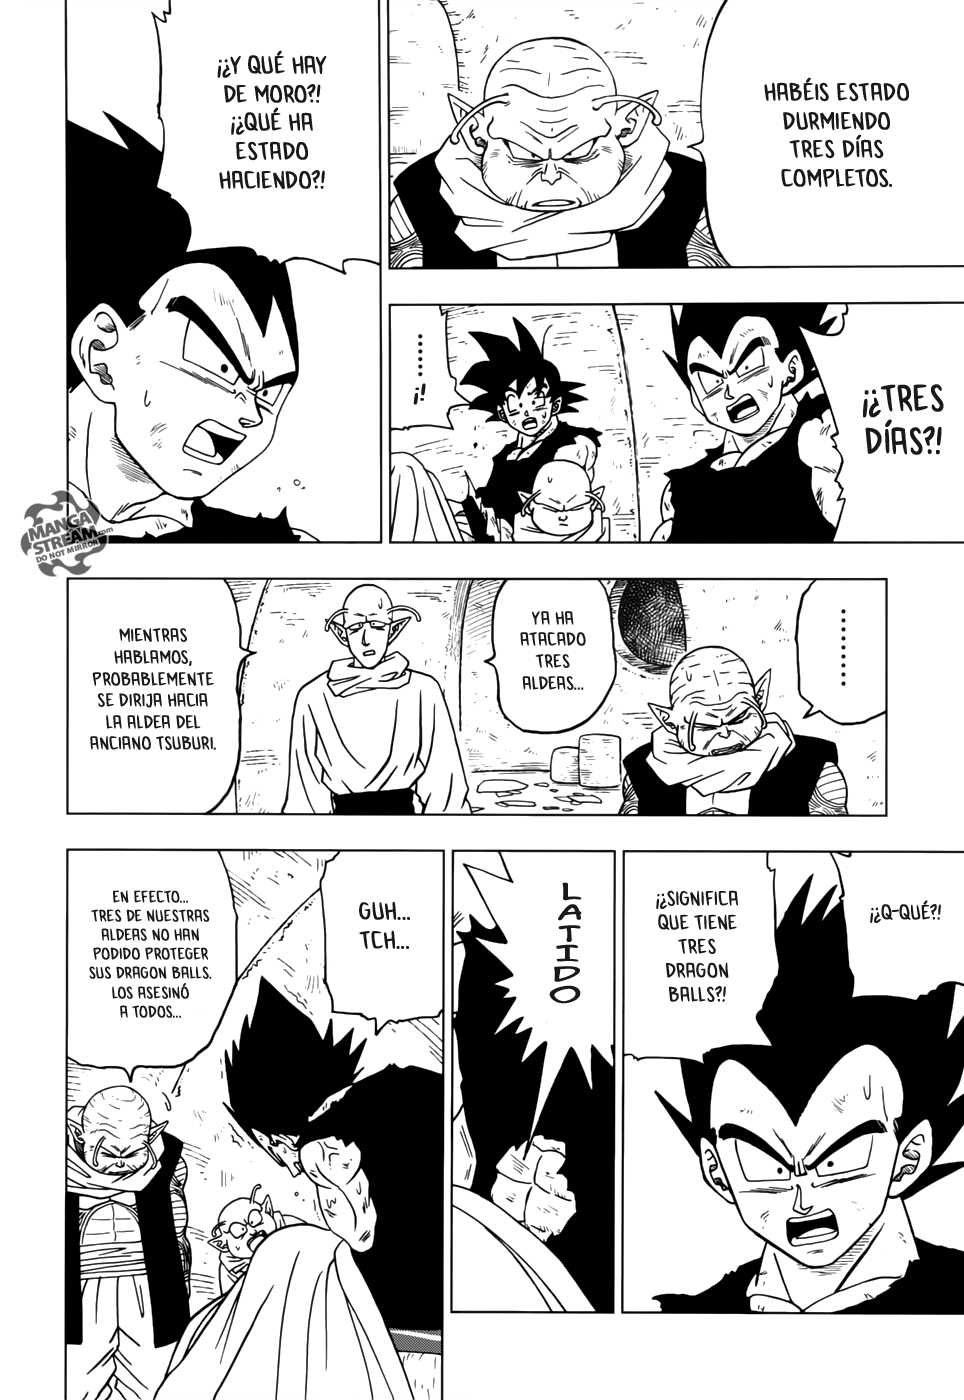 HABÉIS ESTADO
DURMIENDO
TRES DÍAS
COMPLETOS.
¡¿TRES
DÍAS?!
......¡!
¡¿Y QUÉ HAY
DE MORO?!
¡¿QUÉ HA
ESTADO
HACIENDO?!
MANGA
STREAM.com
DO NOT MIRROR
........
YA HA
ATACADO
TRES
ALDEAS...
MIENTRAS
HABLAMOS,
PROBABLEMENTE
SE DIRIJA HACIA
LA ALDEA DEL
ANCIANO TSUBURI.
¡¿Q-QUÉ?!
¡¿SIGNIFICA
QUE TIENE
TRES
DRAGON
BALLS?!
LATIDO
GUH...
TCH...
EN EFECTO...
TRES DE NUESTRAS
ALDEAS NO HAN
PODIDO PROTEGER
SUS DRAGON BALLS.
LOS ASESINÓ
A TODOS...